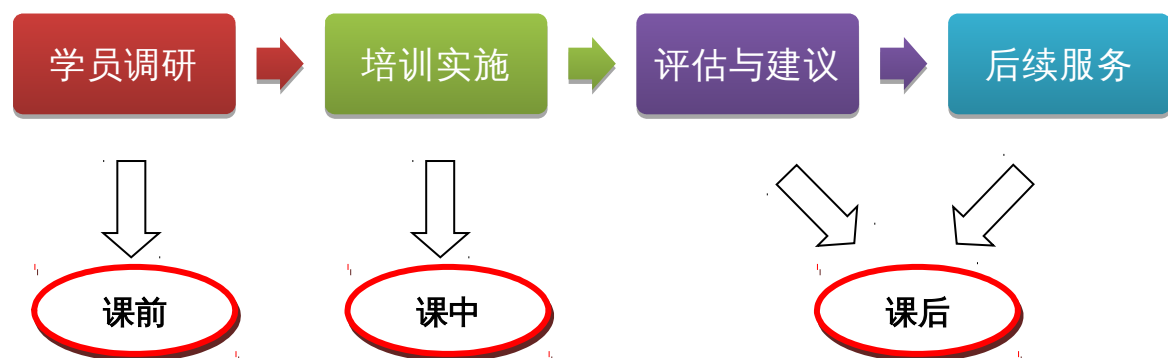 学员调研
培训实施
评估与建议
后续服务
课前
课中
课后